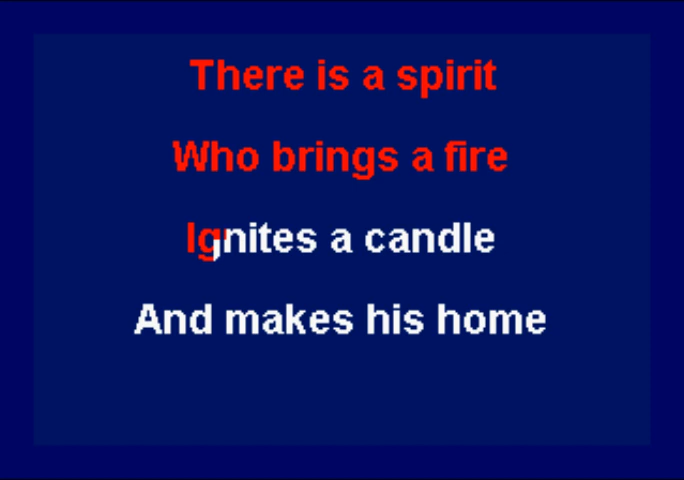 There is a spirit
Who brings a fire
Ignites a candle
And makes his home